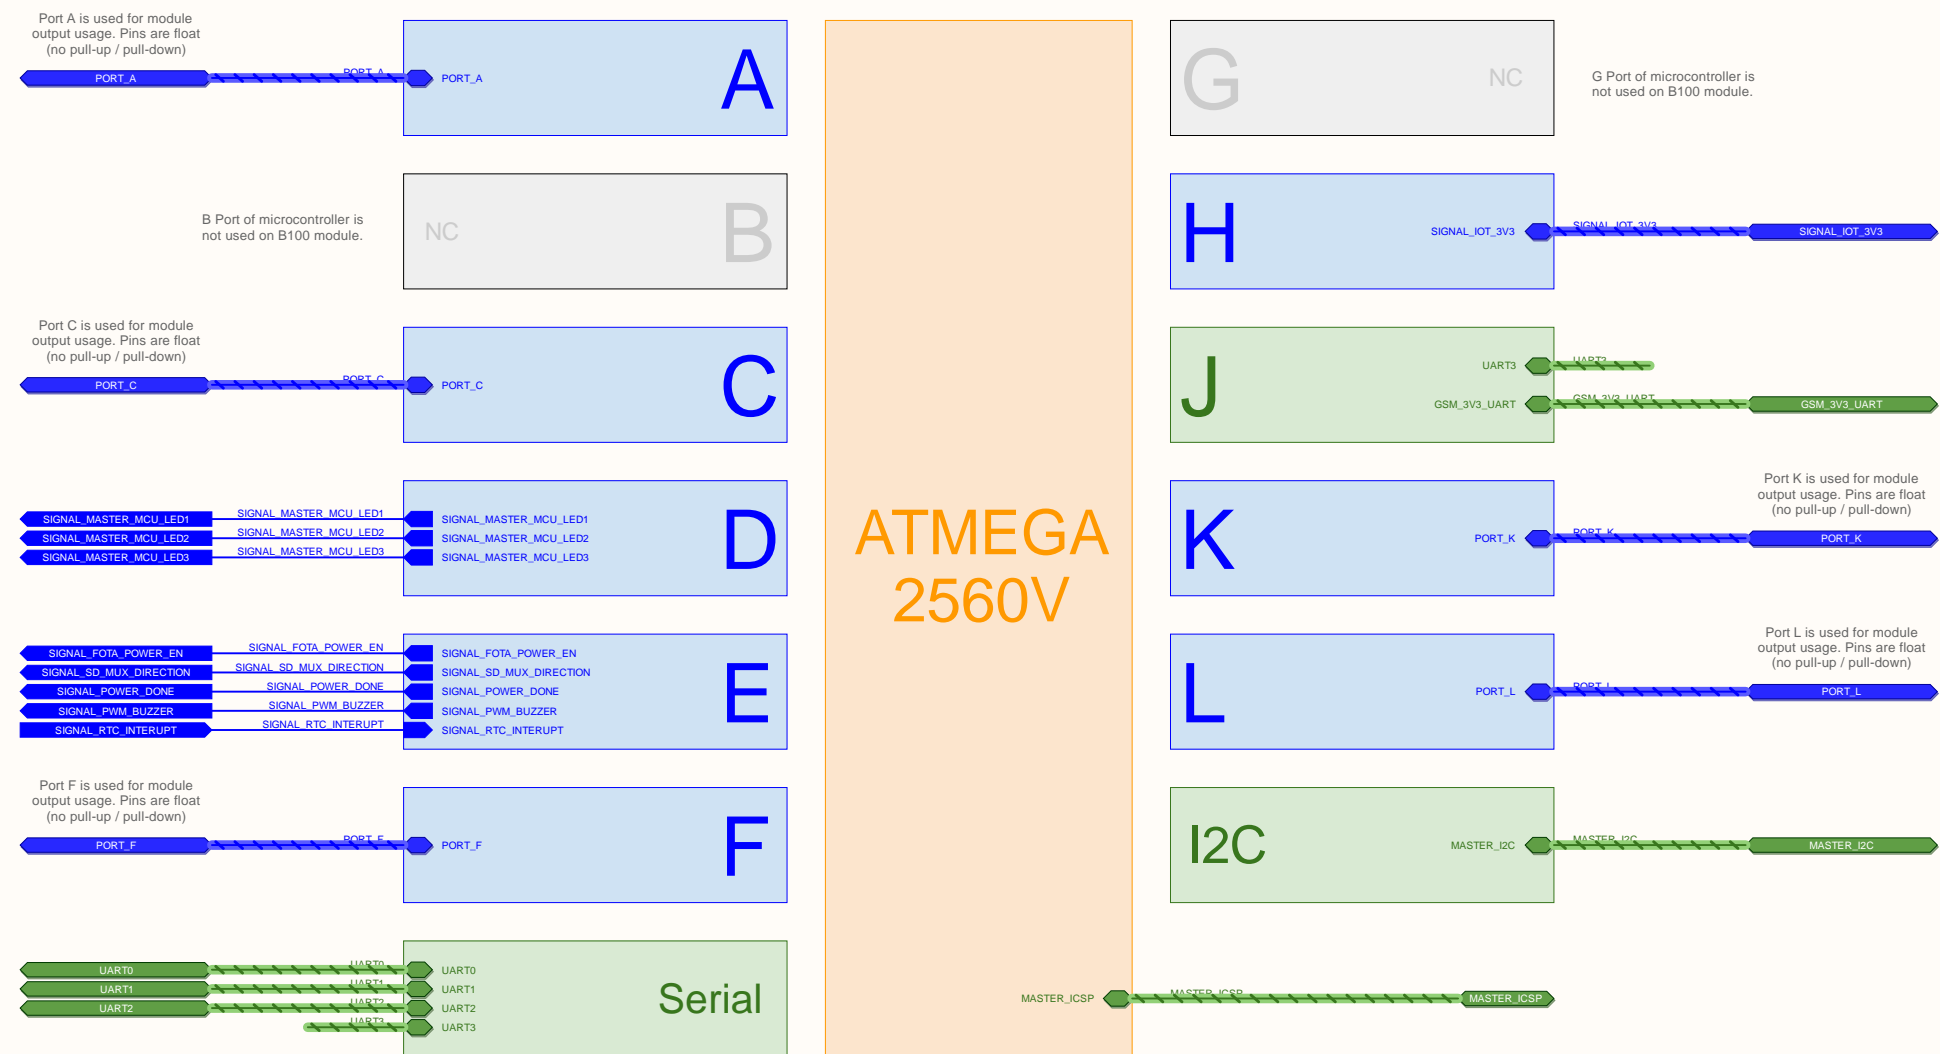 Port A is used for module
output usage. Pins are float
(no pull-up / pull-down)
PORT_A
PORT_A
PORT_A
A
B Port of microcontroller is
not used on B100 module.
NC
B
Port C is used for module
output usage. Pins are float
(no pull-up / pull-down)
PORT_C
PORT_C
PORT_C
C
SIGNAL_MASTER_MCU_LED1
SIGNAL_MASTER_MCU_LED1
SIGNAL_MASTER_MCU_LED1
SIGNAL_MASTER_MCU_LED2
SIGNAL_MASTER_MCU_LED2
SIGNAL_MASTER_MCU_LED2
SIGNAL_MASTER_MCU_LED3
SIGNAL_MASTER_MCU_LED3
SIGNAL_MASTER_MCU_LED3
D
SIGNAL_FOTA_POWER_EN
SIGNAL_FOTA_POWER_EN
SIGNAL_FOTA_POWER_EN
SIGNAL_SD_MUX_DIRECTION
SIGNAL_SD_MUX_DIRECTION
SIGNAL_SD_MUX_DIRECTION
SIGNAL_POWER_DONE
SIGNAL_POWER_DONE
SIGNAL_POWER_DONE
SIGNAL_PWM_BUZZER
SIGNAL_PWM_BUZZER
SIGNAL_PWM_BUZZER
SIGNAL_RTC_INTERUPT
SIGNAL_RTC_INTERUPT
SIGNAL_RTC_INTERUPT
E
Port F is used for module
output usage. Pins are float
(no pull-up / pull-down)
PORT_F
PORT_F
PORT_F
F
UART0
UART0
UART0
UART1
UART1
UART1
UART2
UART2
UART2
UART3
UART3
Serial
ATMEGA
2560V
MASTER_ICSP
MASTER_ICSP
MASTER_ICSP
G
NC
G Port of microcontroller is
not used on B100 module.
H
SIGNAL_IOT_3V3
SIGNAL_IOT_3V3
SIGNAL_IOT_3V3
J
UART3
UART3
GSM_3V3_UART
GSM_3V3_UART
GSM_3V3_UART
Port K is used for module
output usage. Pins are float
(no pull-up / pull-down)
K
PORT_K
PORT_K
PORT_K
Port L is used for module
output usage. Pins are float
(no pull-up / pull-down)
L
PORT_L
PORT_L
PORT_L
I2C
MASTER_I2C
MASTER_I2C
MASTER_I2C